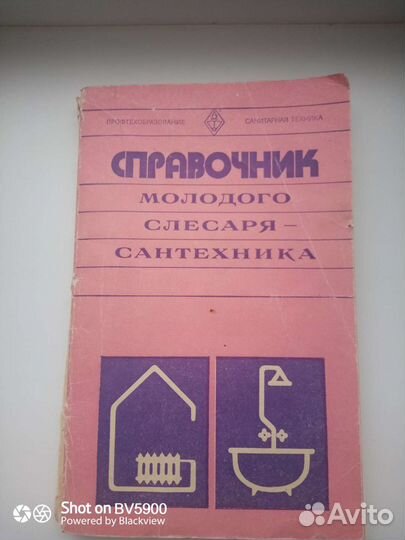 ПРОФТЕХОБРАЗОВАНИЕ САНИТАРНАЯ ТЕХНИКА
СПРАВОЧНИК
МОЛОДОГО
СЛЕСАРЯ –
САНТЕХНИКА
Shot on BV5900
Powered by Blackview
Avito